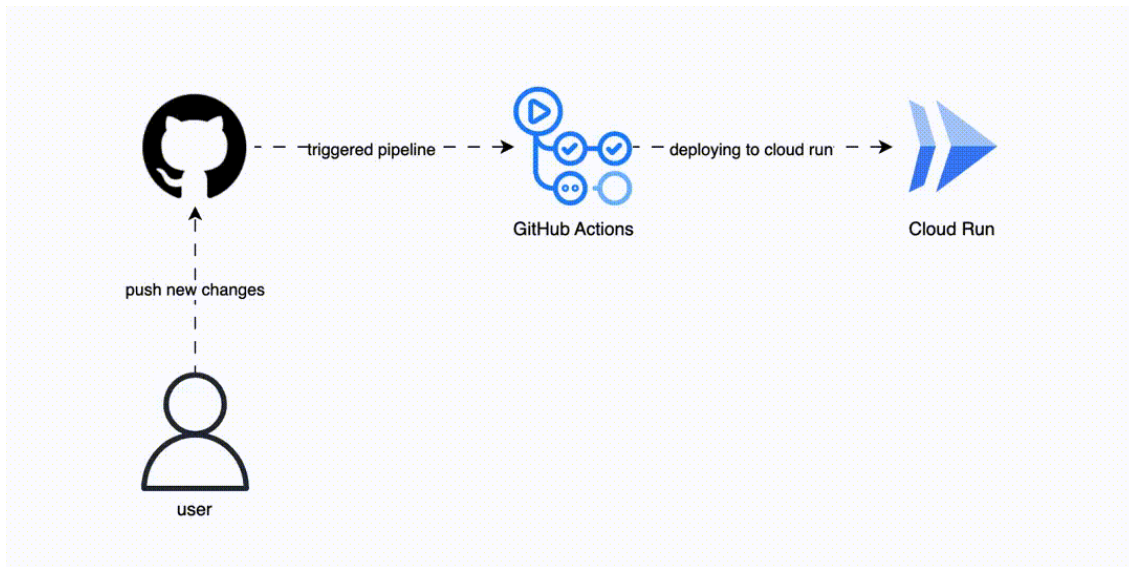 triggered pipeline
deploying to cloud run
GitHub Actions
Cloud Run
push new changes
user